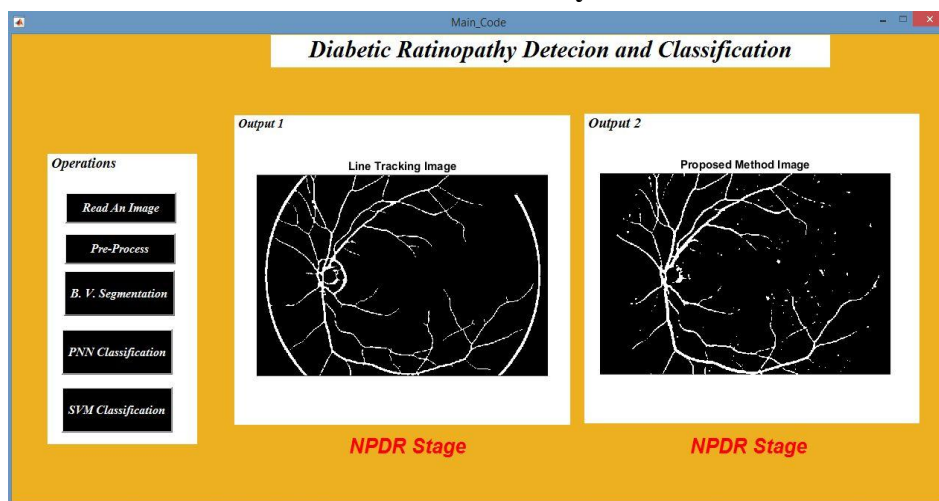 Main_Code
Diabetic Ratinopathy Detecion and Classification
Operations
Read An Image
Pre-Process
B. V. Segmentation
PNN Classification
SVM Classification
Output 1
Line Tracking Image
NPDR Stage
Output 2
Proposed Method Image
NPDR Stage